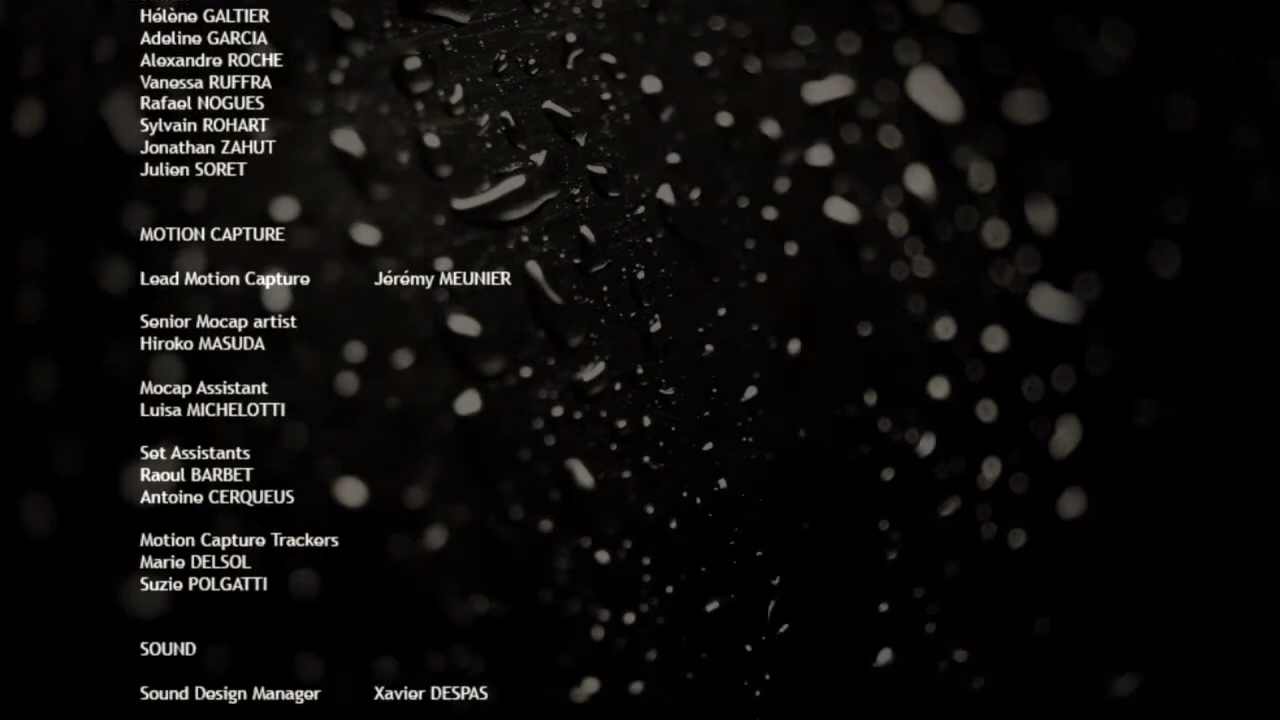 Hélène GALTIER
Adeline GARCIA
Alexandre ROCHE
Vanessa RUFFRA
Rafael NOGUES
Sylvain ROHART
Jonathan ZAHUT
Julien SORET
MOTION CAPTURE
Lead Motion Capture Jérémy MEUNIER
Senior Mocap artist
Hiroko MASUDA
Mocap Assistant
Luisa MICHELOTTI
Set Assistants
Raoul BARBET
Antoine CERQUEUS
Motion Capture Trackers
Marie DELSOL
Suzie POLGATTI
SOUND
Sound Design Manager Xavier DESPAS